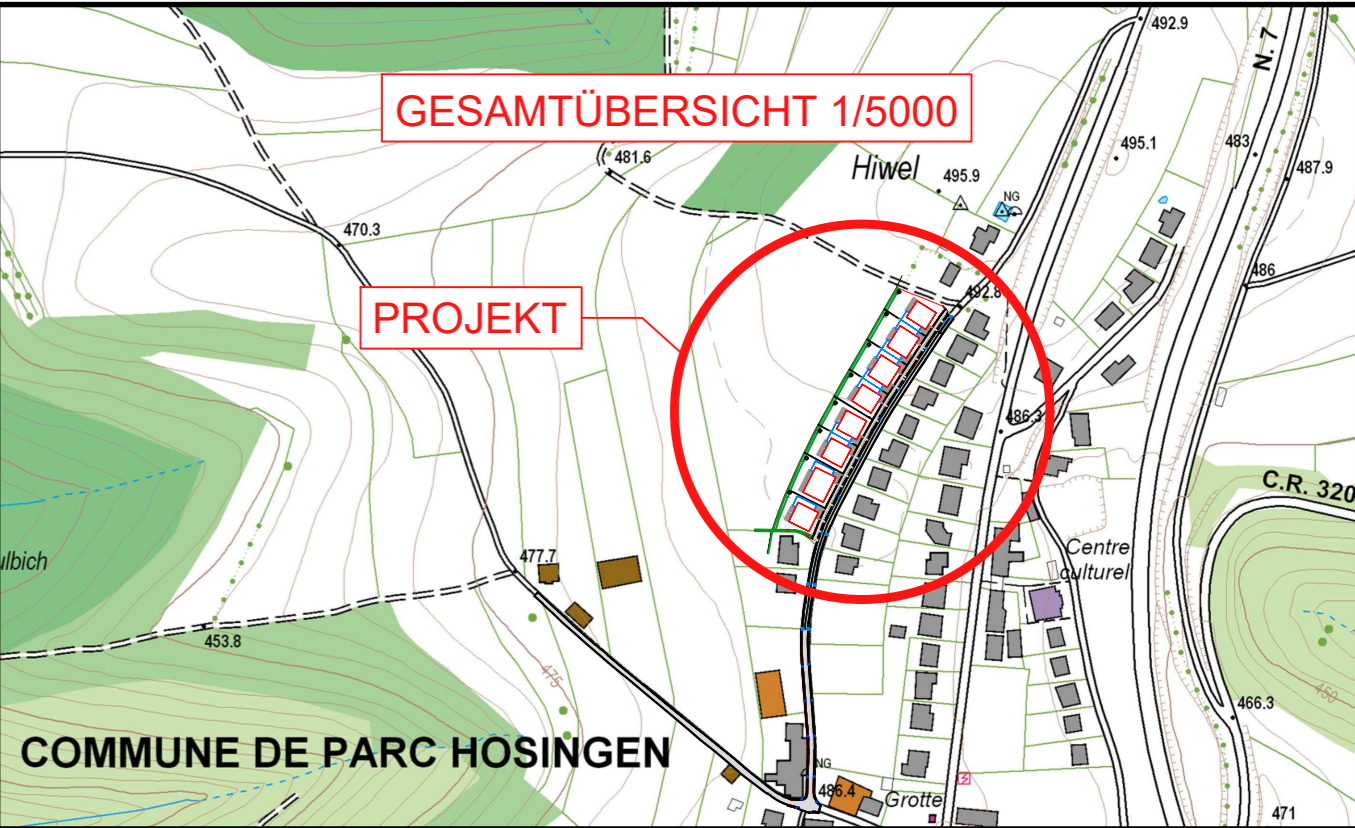 492.9
N. 7
GESAMTÜBERSICHT 1/5000
495.1
483
481.6
Hiwel
495.9
487.9
NG
470.3
486
PROJEKT
492.8
486.3
C.R. 320
Centre
culturel
ulbich
477.7
453.8
475
450
466.3
COMMUNE DE PARC HOSINGEN
NG
486.4
Grotte
471